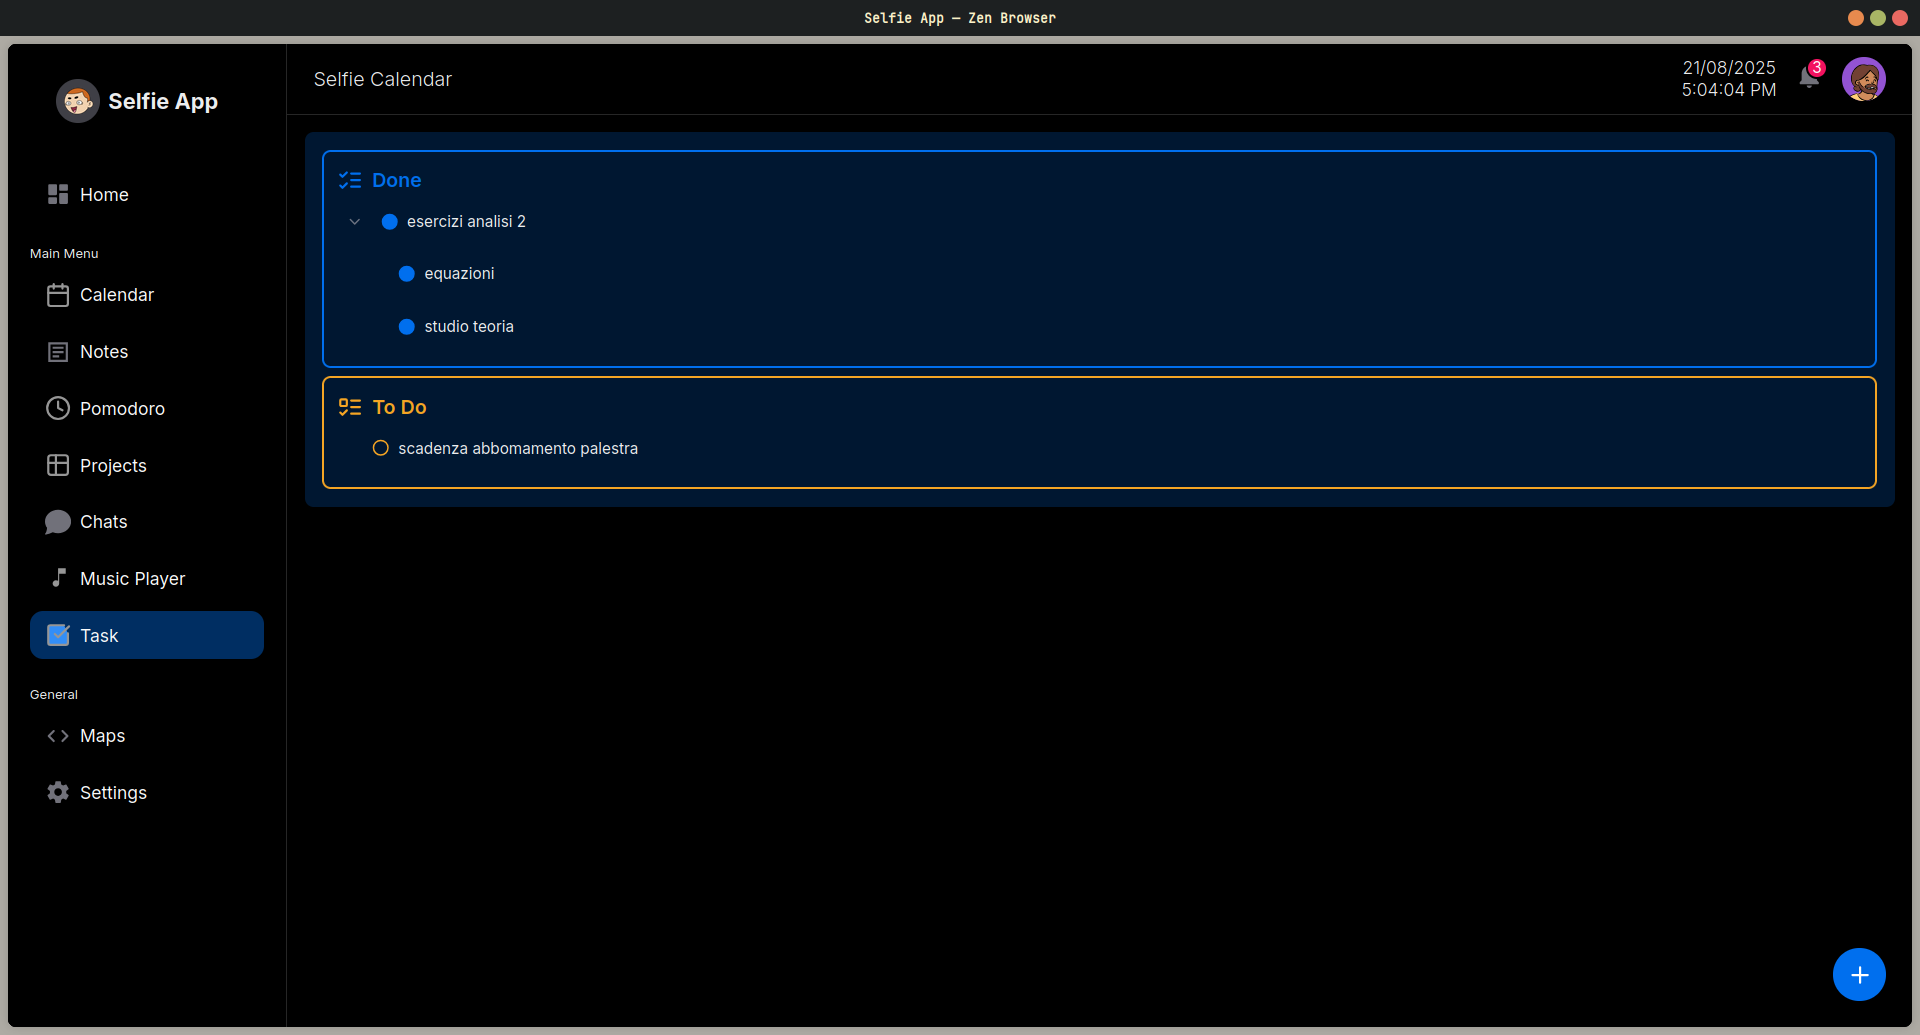 Selfie App — Zen Browser
Selfie App
Home
Main Menu
Calendar
Notes
Pomodoro
Projects
Chats
Music Player
Task
General
Maps
Settings
Selfie Calendar
21/08/2025
5:04:04 PM
3
Done
esercizi analisi 2
equazioni
studio teoria
To Do
scadenza abbomamento palestra